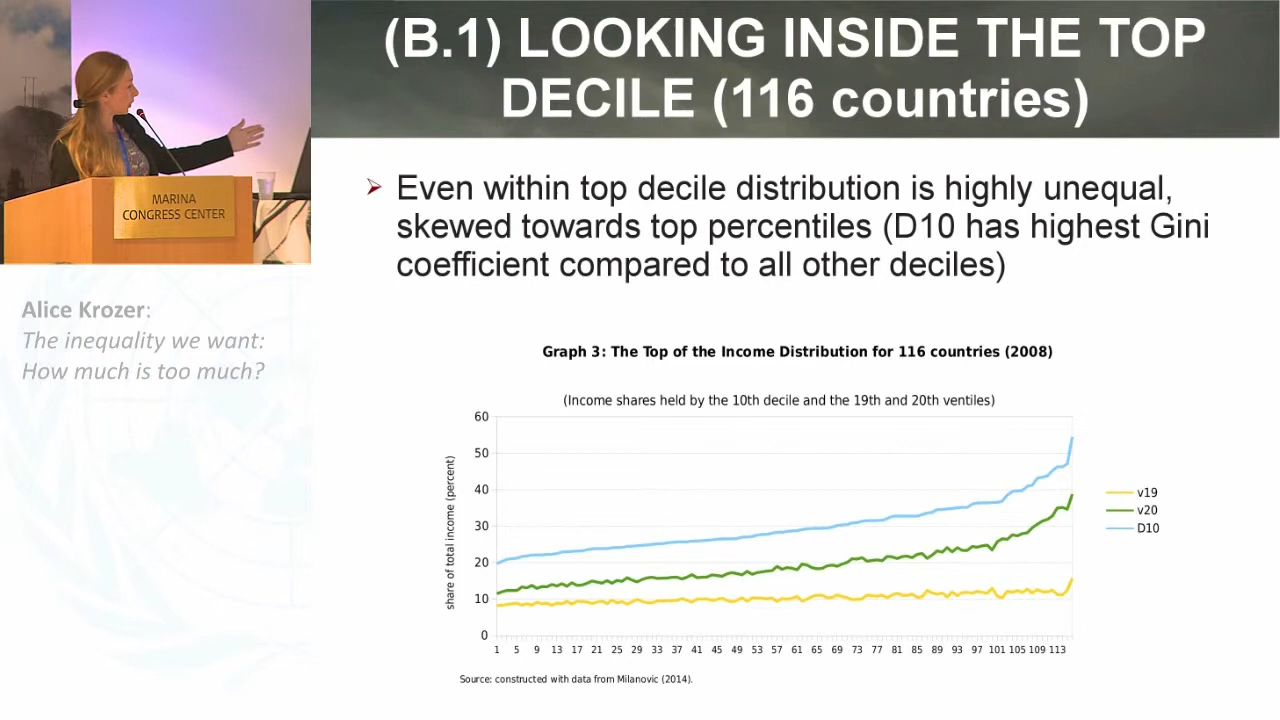 (B.1) LOOKING INSIDE THE TOP
DECILE (116 countries)
MARINA
CONGRESS CENTER
➢ Even within top decile distribution is highly unequal,
skewed towards top percentiles (D10 has highest Gini
coefficient compared to all other deciles)
Alice Krozer:
The inequality we want:
How much is too much?
Graph 3: The Top of the Income Distribution for 116 countries (2008)
(Income shares held by the 10th decile and the 19th and 20th ventiles)
share of total income (percent)
60
50
40
30
20
10
0
1 5 9 13 17 21 25 29 33 37 41 45 49 53 57 61 65 69 73 77 81 85 89 93 97 101 105 109 113
v19
v20
D10
Source: constructed with data from Milanovic (2014).